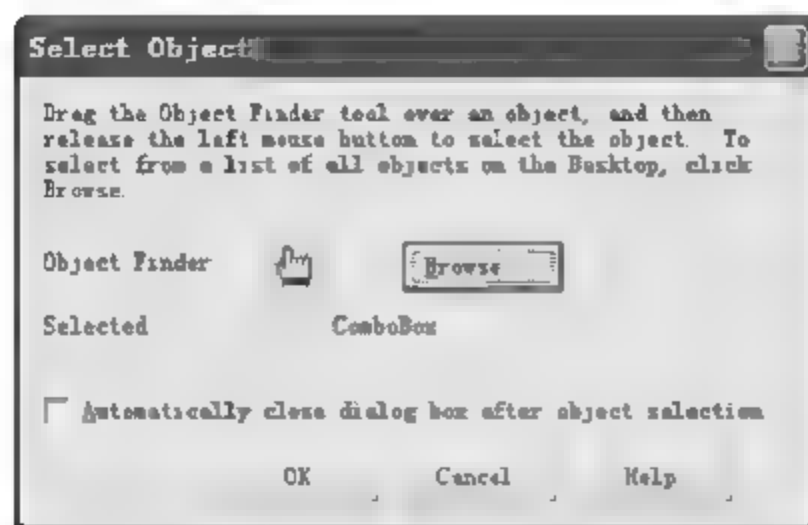 Select Object
Drag the Object Finder tool over an object, and then
release the left mouse button to select the object. To
select from a list of all objects on the Desktop, click
Browse.
Object Finder
Browse
Selected ComboBox
Automatically close dialog box after object selection
OK Cancel Help